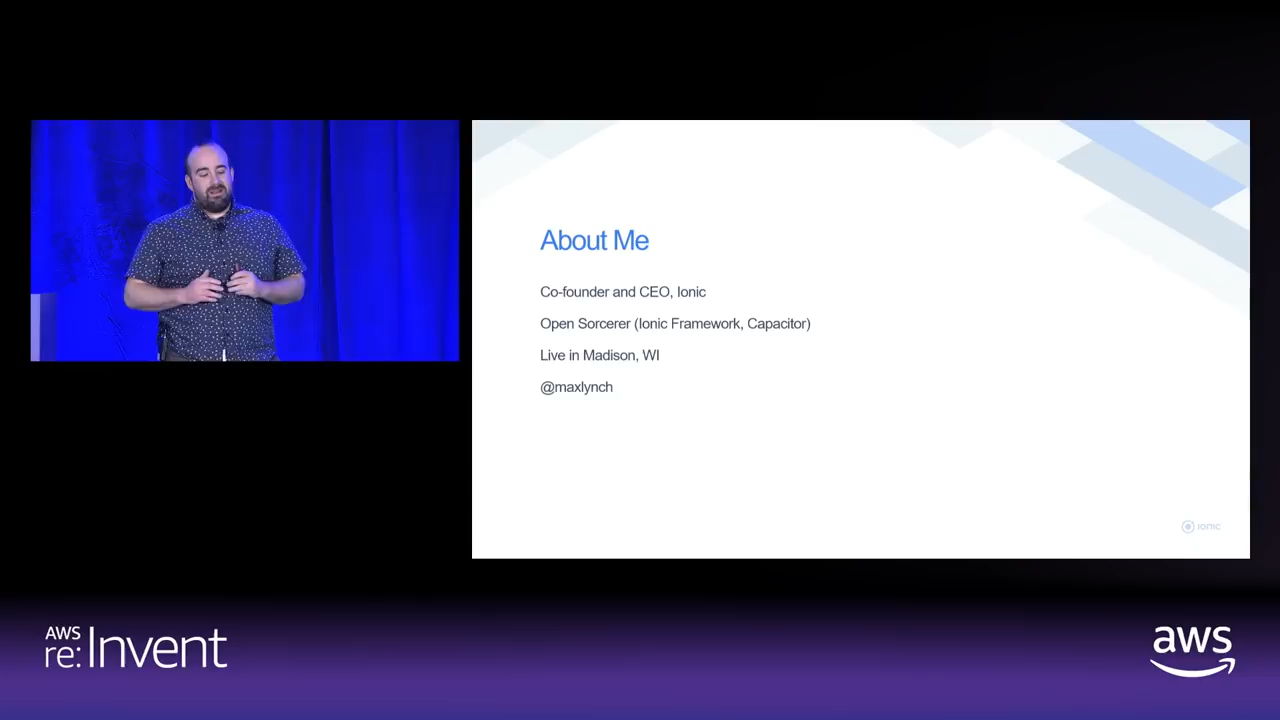 About Me
Co-founder and CEO, Ionic
Open Sorcerer (Ionic Framework, Capacitor)
Live in Madison, WI
@maxlynch
IONIC
AWS
re:Invent
aws